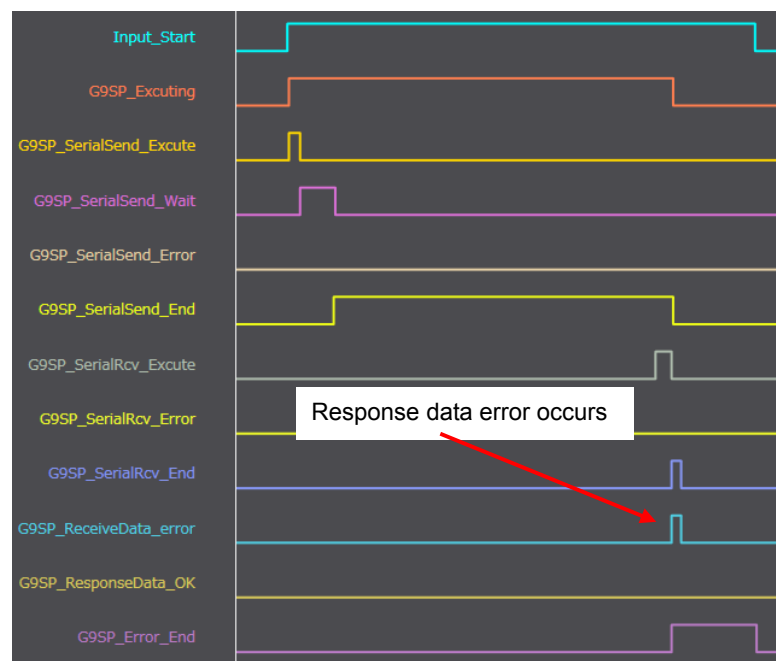 Input_Start
G9SP_Excuting
G9SP_SerialSend_Excute
G9SP_SerialSend_Wait
G9SP_SerialSend_Error
G9SP_SerialSend_End
G9SP_SerialRcv_Excute
G9SP_SerialRcv_Error
Response data error occurs
G9SP_SerialRcv_End
G9SP_ReceiveData_error
G9SP_ResponseData_OK
G9SP_Error_End